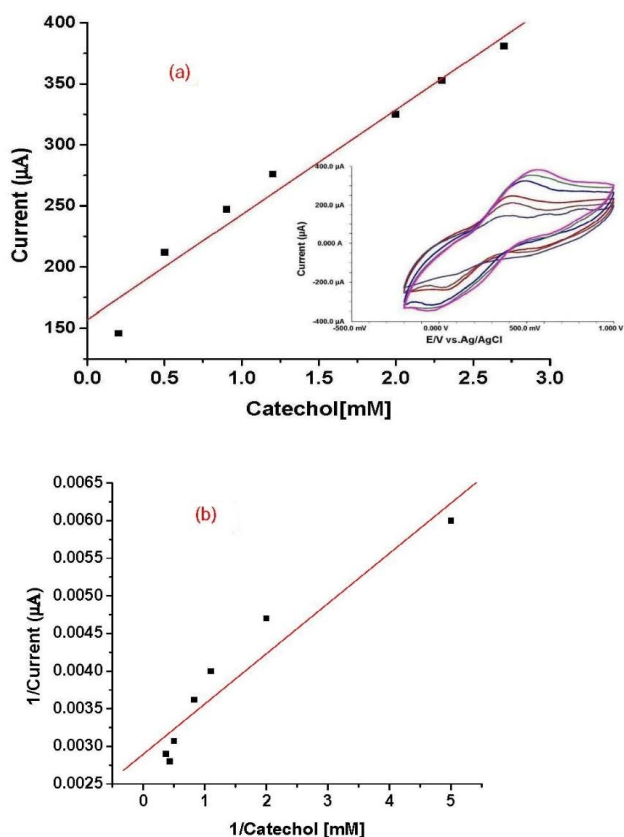 400
(a)
350
300
250
200
150
Current (µA)
0.0 0.5 1.0 1.5 2.0 2.5 3.0
Catechol[mM]
400.0 µA
200.0 µA
0.000 A
-200.0 µA
-400.0 µA
Current (µA)
-500.0 mV 0.000 mV 500.0 mV 1.000 V
E/V vs.Ag/AgCl
0.0065
(b)
0.0060
0.0055
0.0050
0.0045
0.0040
0.0035
0.0030
0.0025
1/Current (µA)
0 1 2 3 4 5
1/Catechol [mM]